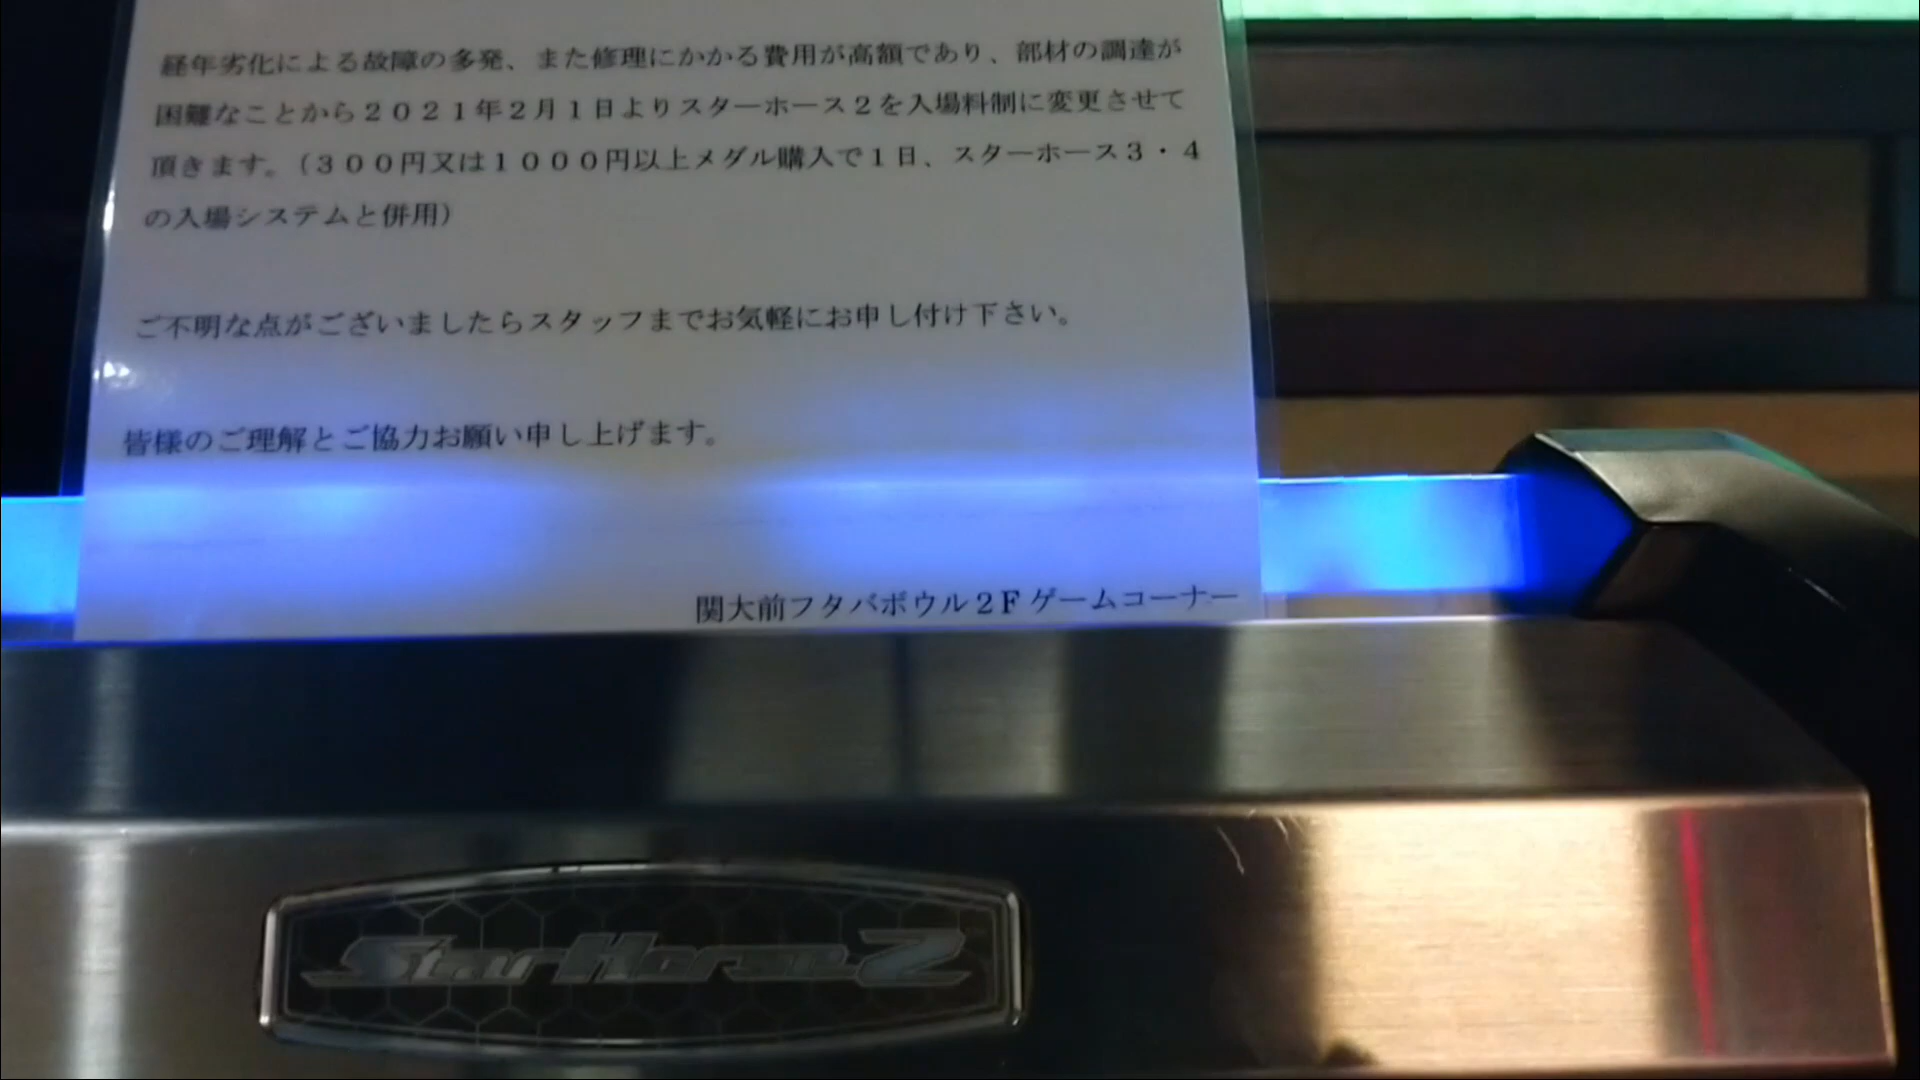 経年劣化による故障の多発、また修理にかかる費用が高額であり、部材の調達が
困難なことから２０２１年２月１日よりスターホース２を入場料制に変更させて
頂きます。（３００円又は１０００円以上メダル購入で１日、スターホース３・４
の入場システムと併用）
ご不明な点がございましたらスタッフまでお気軽にお申し付け下さい。
皆様のご理解とご協力お願い申し上げます。
関大前フタバボウル２Ｆゲームコーナー
StarHorse2